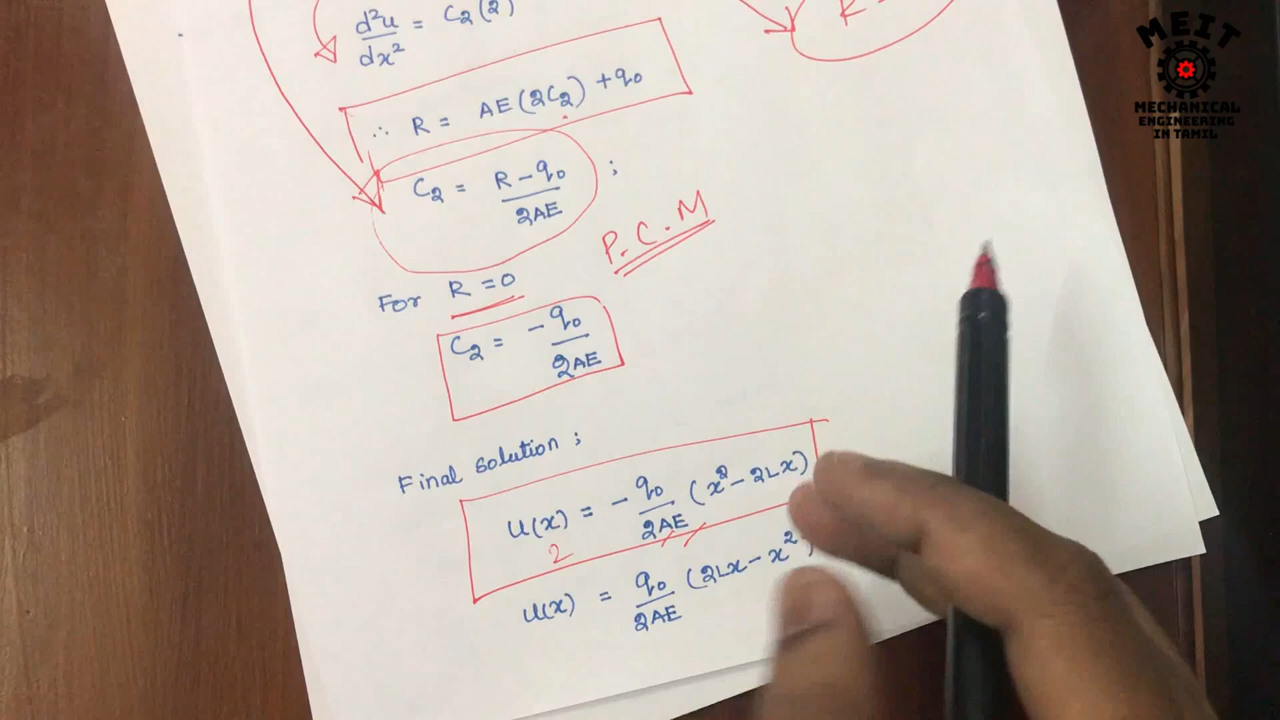 d²u/dx² = C₂(2)
∴ R = AE(2C₂) + q₀
C₂ = (R - q₀)/2AE ;
P.C.M
For R = 0
C₂ = -q₀/2AE
Final solution ;
u(x) = -q₀/2AE (x² - 2Lx)
2
u(x) = q₀/2AE (2Lx - x²)
MEIT
MECHANICAL
ENGINEERING
IN TAMIL